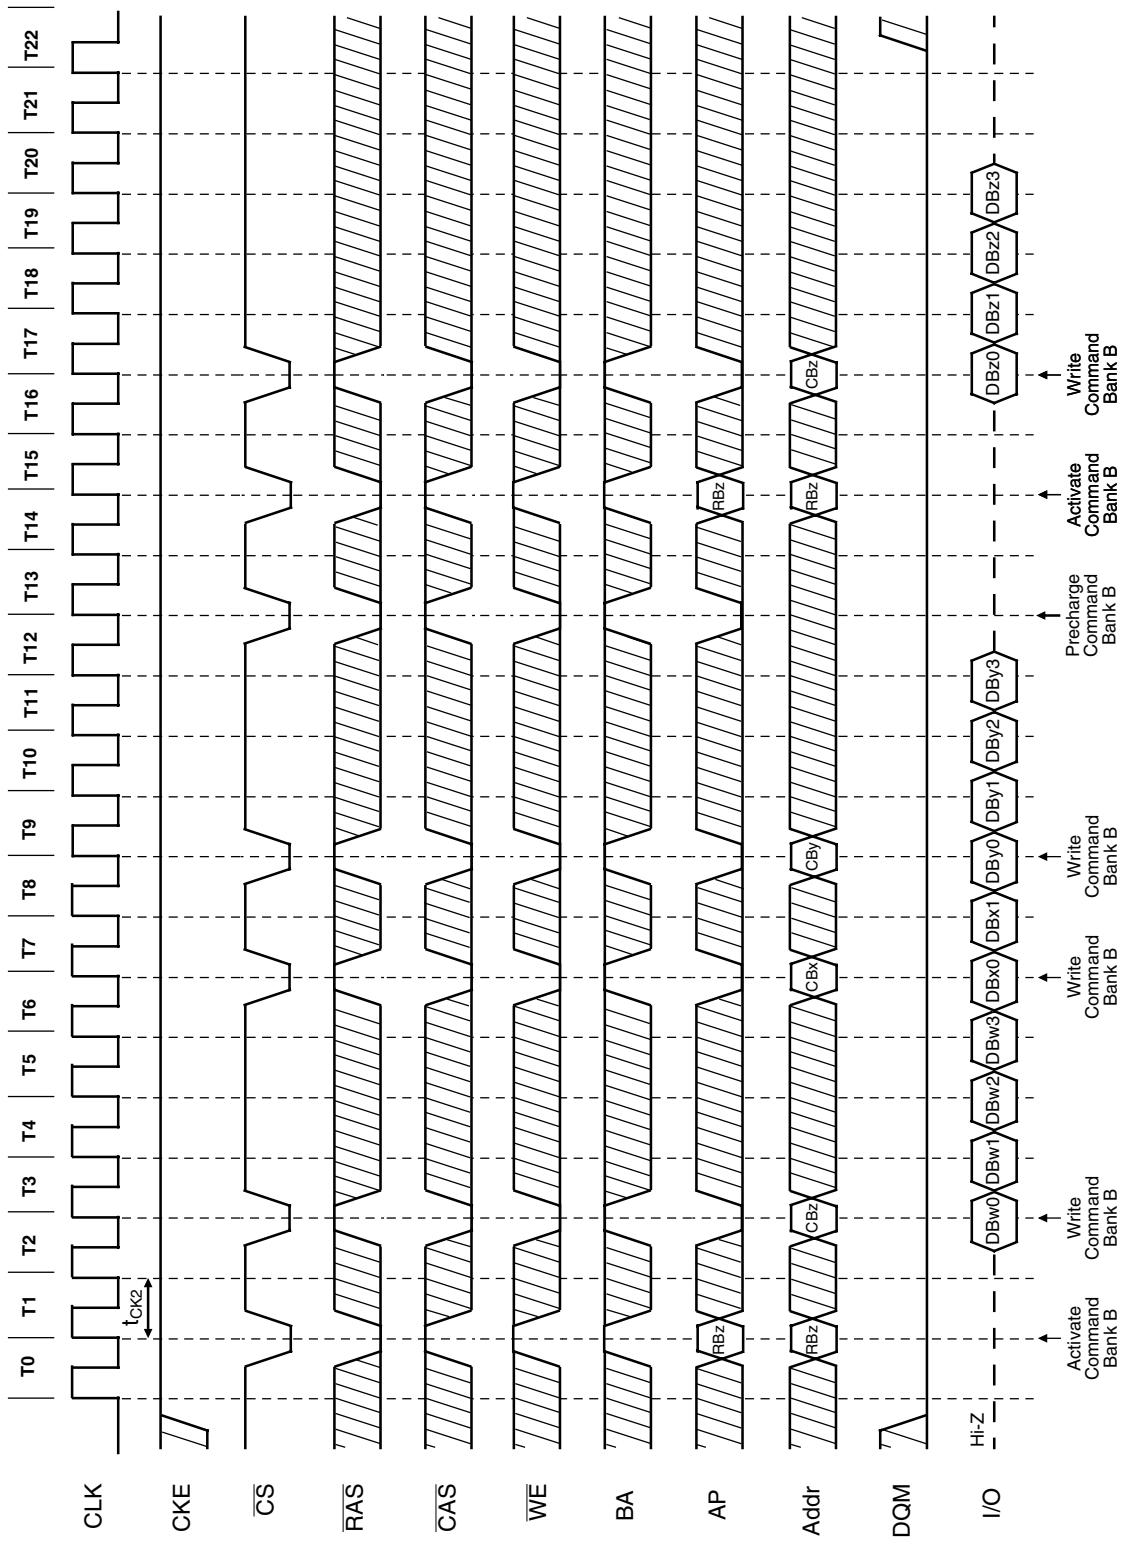 T0 T1 T2 T3 T4 T5 T6 T7 T8 T9 T10 T11 T12 T13 T14 T15 T16 T17 T18 T19 T20 T21 T22
CLK
tCK2
CKE
CS
RAS
CAS
WE
BA
AP
RBz RBz
Addr
RBz CBz CBx CBy RBz CBz
DQM
I/O
Hi-Z
DBw0 DBw1 DBw2 DBw3 DBx0 DBx1 DBy0 DBy1 DBy2 DBy3 DBz0 DBz1 DBz2 DBz3
Activate
Command
Bank B
Write
Command
Bank B
Write
Command
Bank B
Write
Command
Bank B
Precharge
Command
Bank B
Activate
Command
Bank B
Write
Command
Bank B